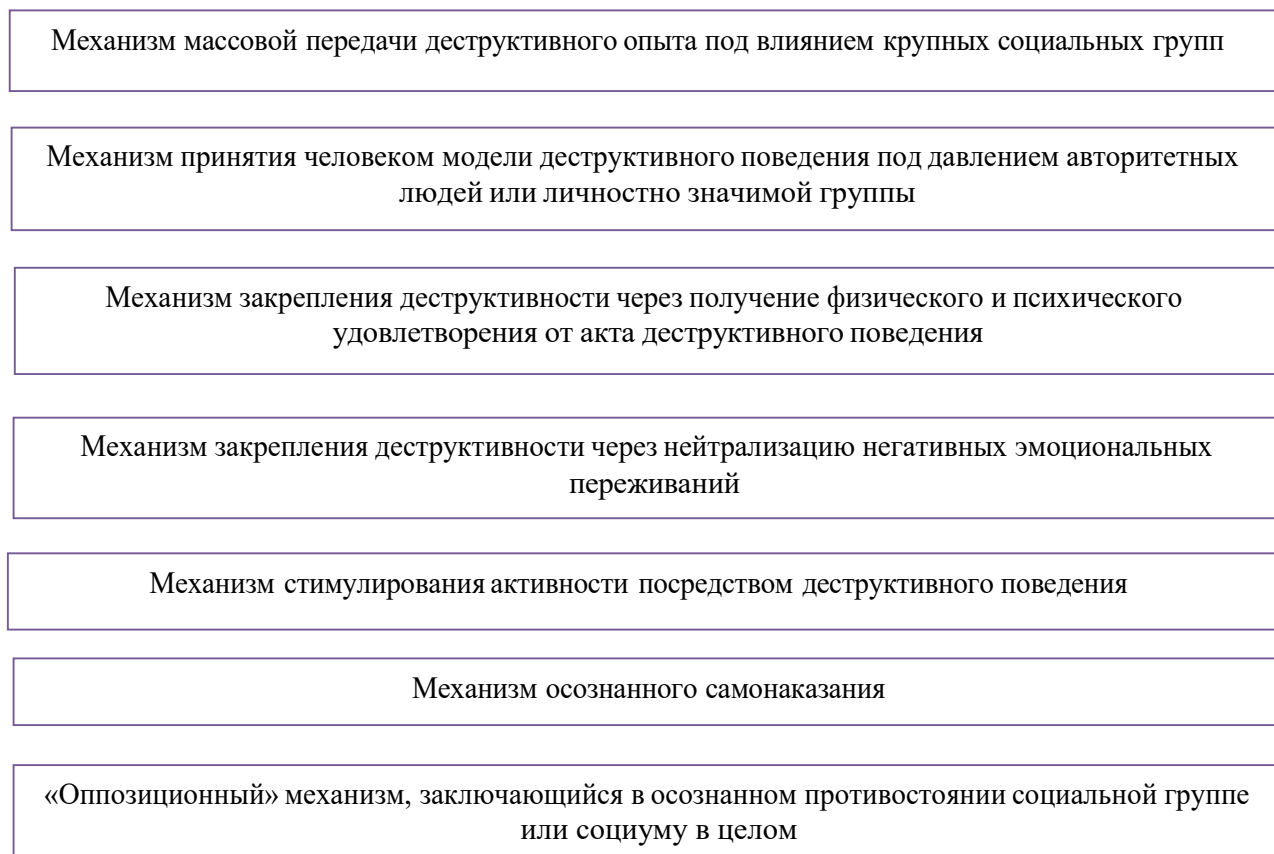 Механизм массовой передачи деструктивного опыта под влиянием крупных социальных групп
Механизм принятия человеком модели деструктивного поведения под давлением авторитетных
людей или личностно значимой группы
Механизм закрепления деструктивности через получение физического и психического
удовлетворения от акта деструктивного поведения
Механизм закрепления деструктивности через нейтрализацию негативных эмоциональных
переживаний
Механизм стимулирования активности посредством деструктивного поведения
Механизм осознанного самонаказания
«Оппозиционный» механизм, заключающийся в осознанном противостоянии социальной группе
или социуму в целом